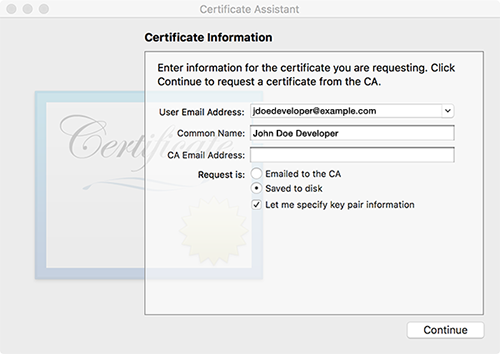 Certificate Assistant
Certificate Information
Enter information for the certificate you are requesting. Click
Continue to request a certificate from the CA.
User Email Address: jdoedeveloper@example.com
Common Name: John Doe Developer
CA Email Address:
Request is: Emailed to the CA
Saved to disk
Let me specify key pair information
Certificate
Continue